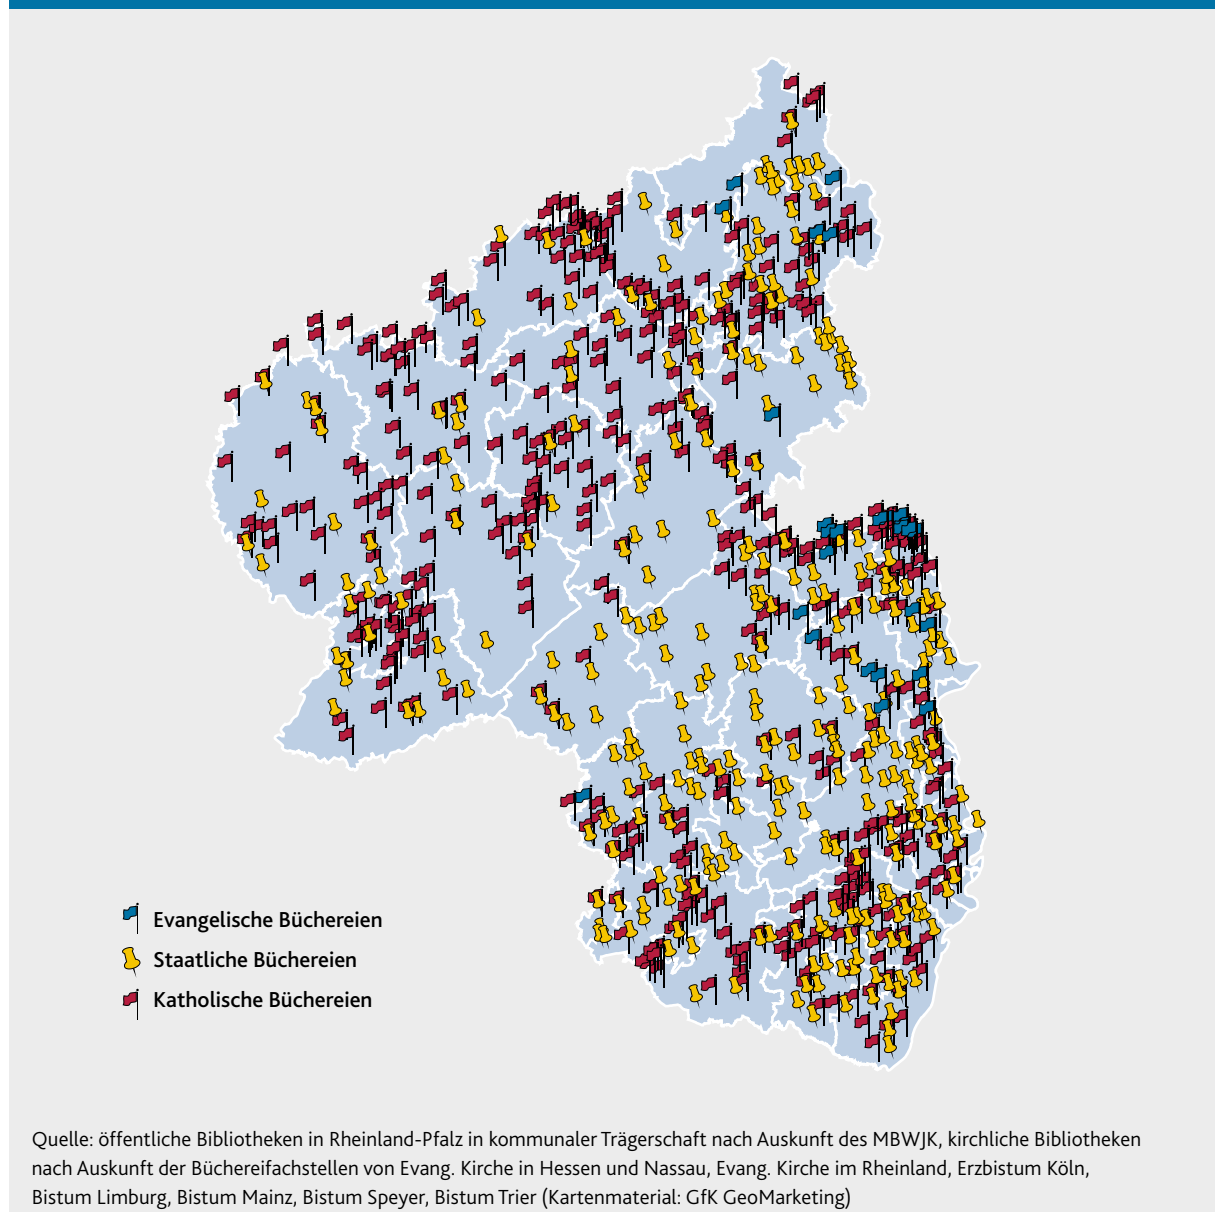 Evangelische Büchereien
Staatliche Büchereien
Katholische Büchereien
Quelle: öffentliche Bibliotheken in Rheinland-Pfalz in kommunaler Trägerschaft nach Auskunft des MBWJK, kirchliche Bibliotheken
nach Auskunft der Büchereifachstellen von Evang. Kirche in Hessen und Nassau, Evang. Kirche im Rheinland, Erzbistum Köln,
Bistum Limburg, Bistum Mainz, Bistum Speyer, Bistum Trier (Kartenmaterial: GfK GeoMarketing)